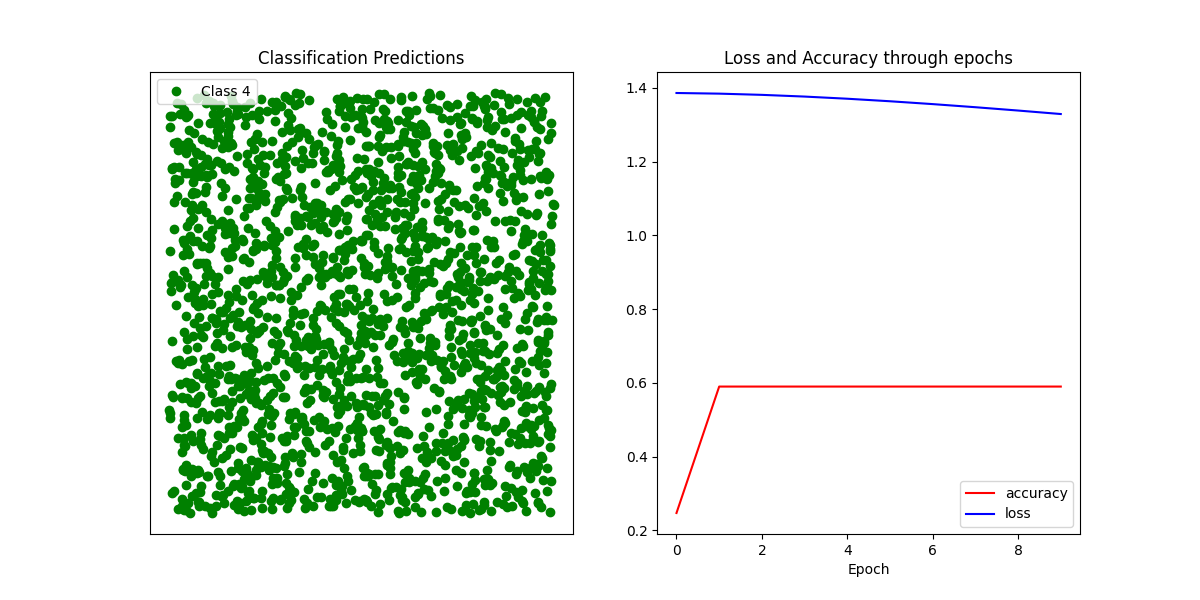 Classification Predictions
Class 4
Loss and Accuracy through epochs
1.4
1.2
1.0
0.8
0.6
0.4
0.2
accuracy
loss
0 2 4 6 8
Epoch